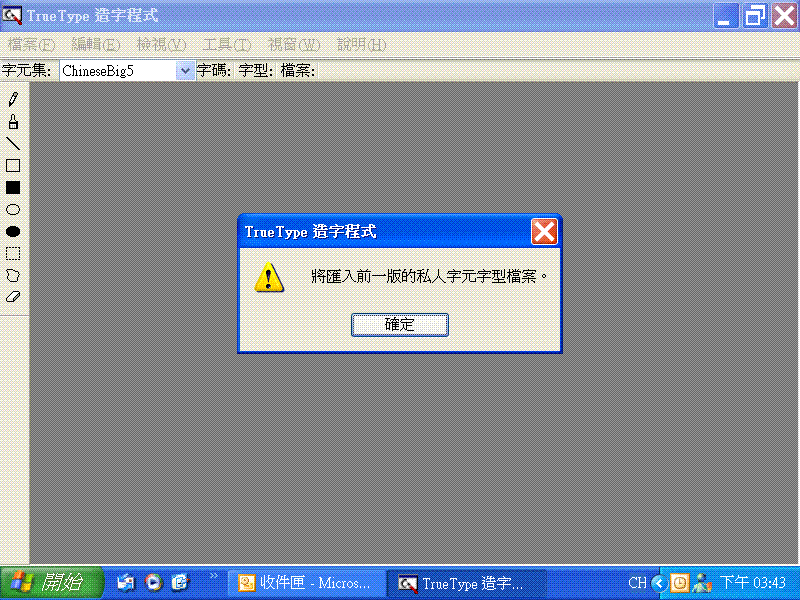 TrueType 造字程式
檔案(F) 編輯(E) 檢視(V) 工具(T) 視窗(W) 說明(H)
字元集: ChineseBig5 字碼: 字型: 檔案:
TrueType 造字程式
將匯入前一版的私人字元字型檔案。
確定
開始 收件匣 - Micros... TrueType 造字... CH 下午 03:43